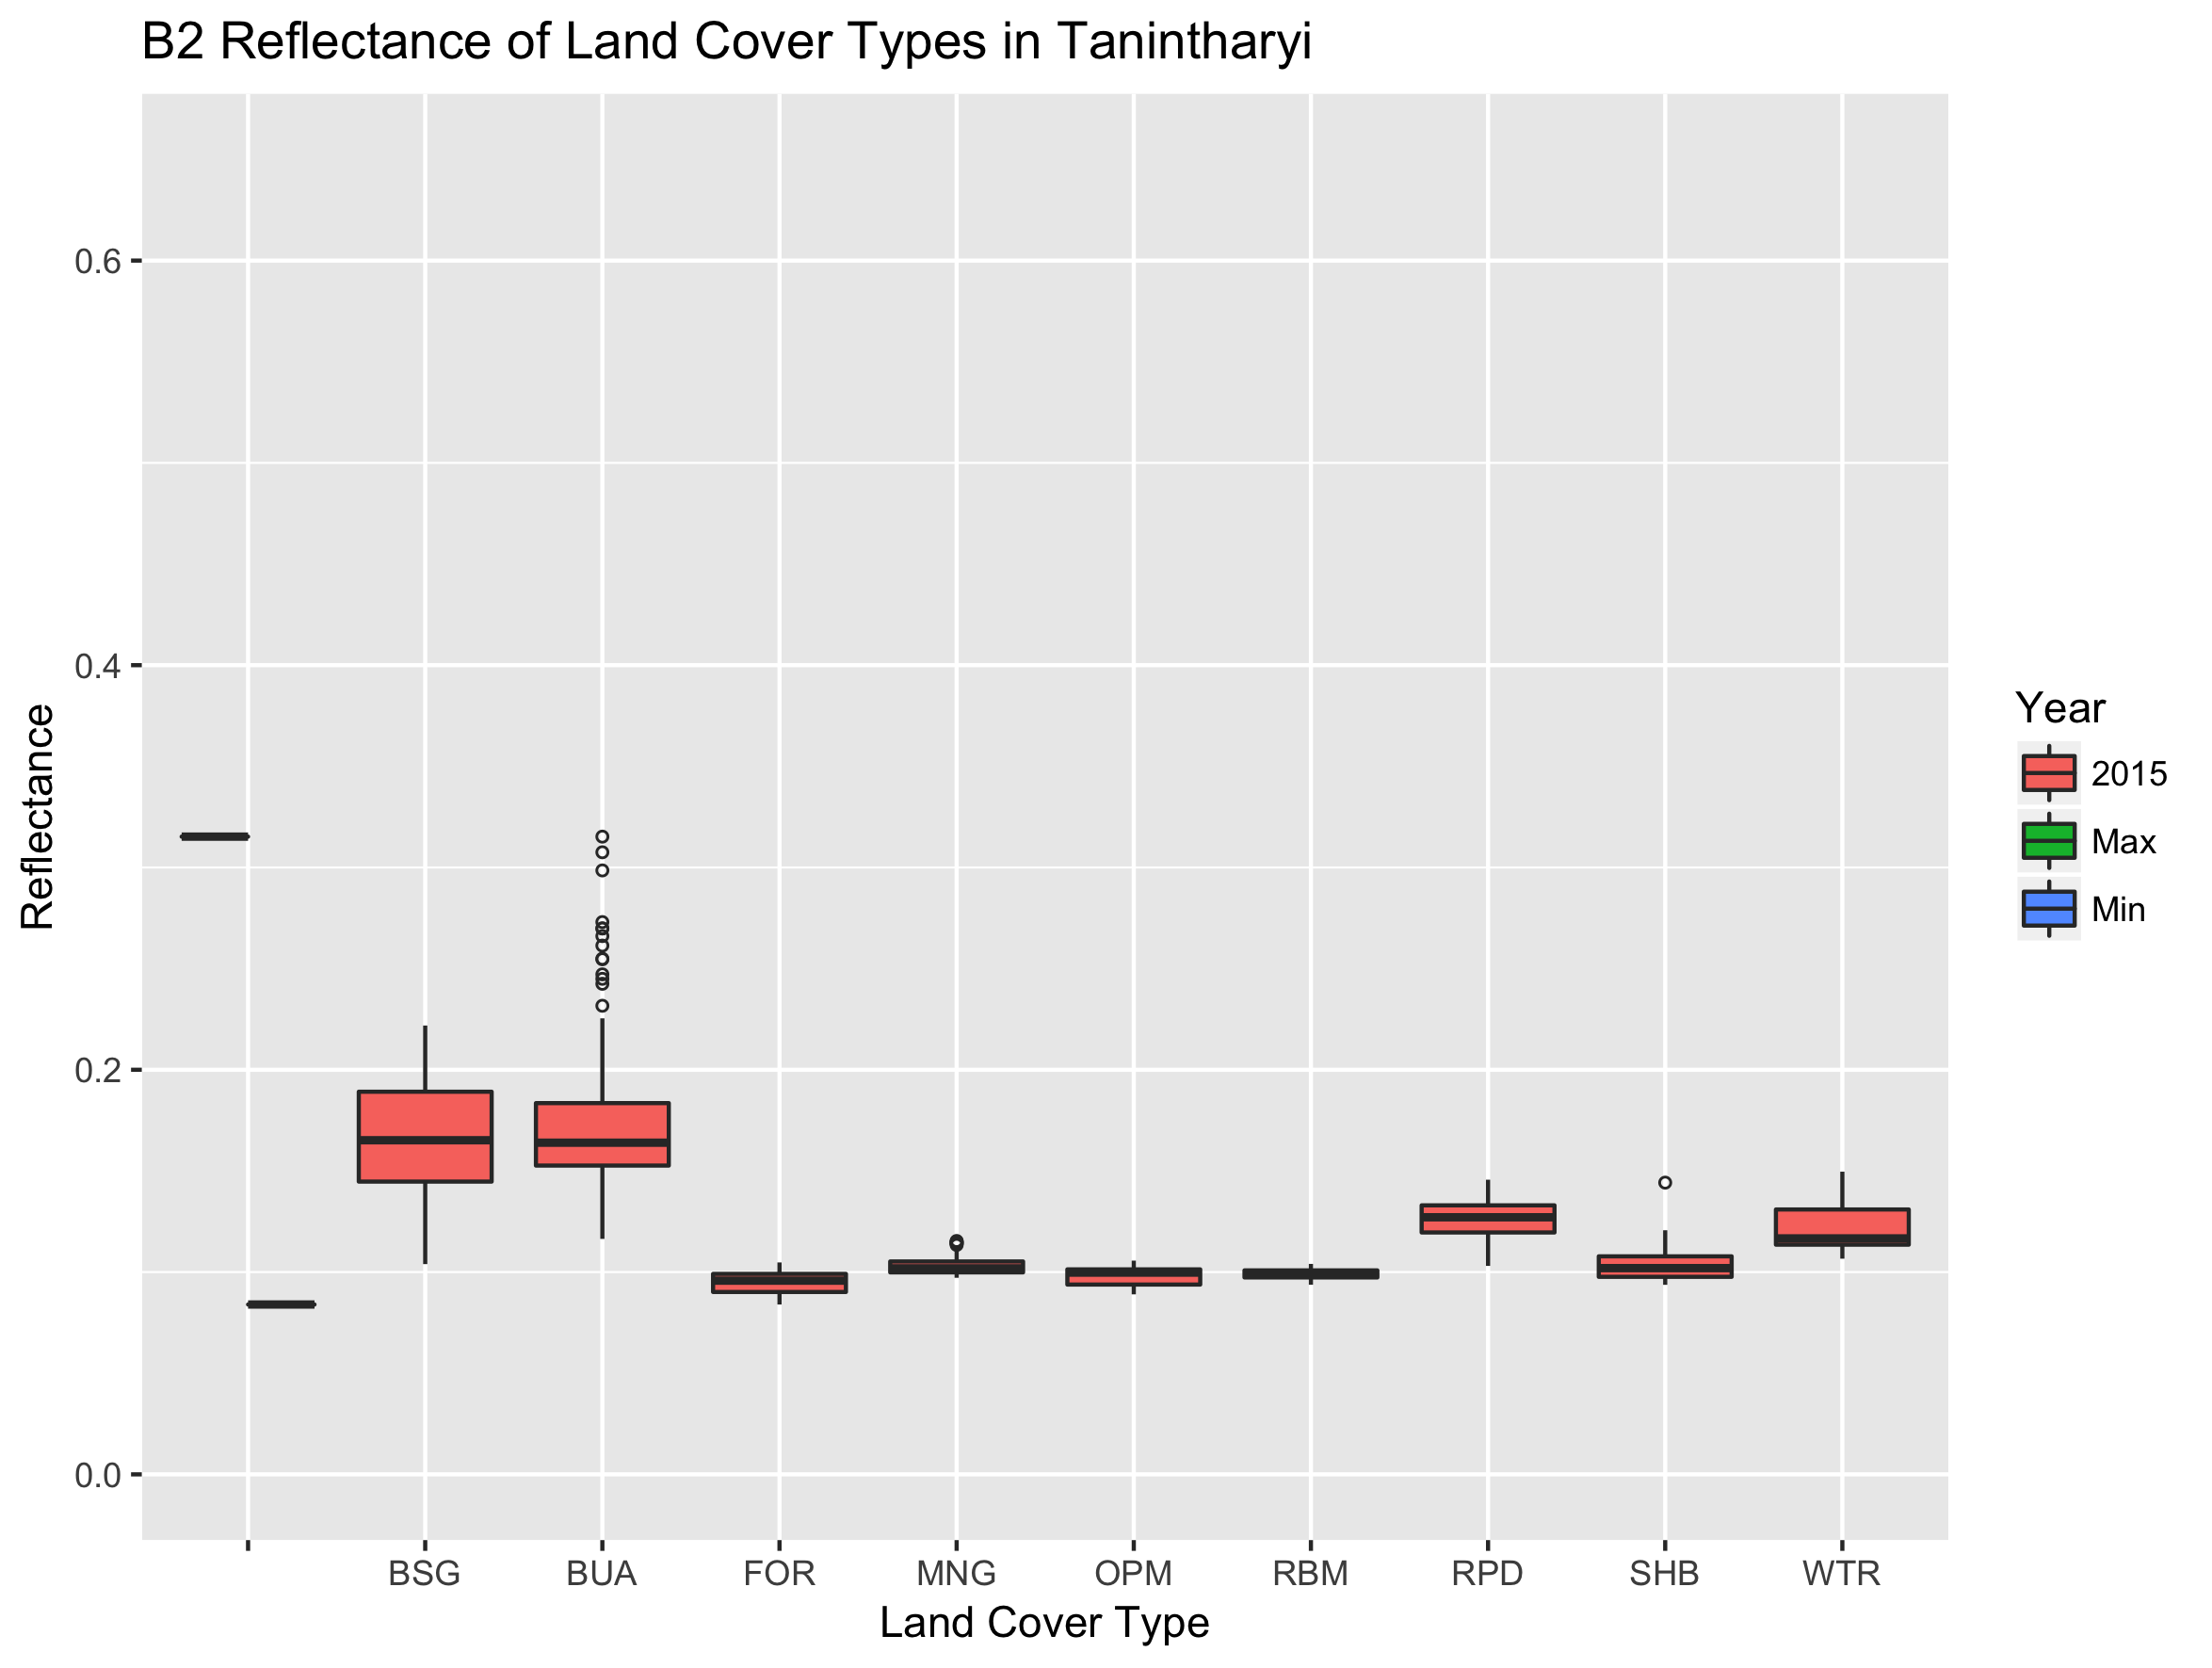 B2 Reflectance of Land Cover Types in Tanintharyi
Reflectance
0.6
0.4
0.2
0.0
BSG BUA FOR MNG OPM RBM RPD SHB WTR
Land Cover Type
Year
2015
Max
Min